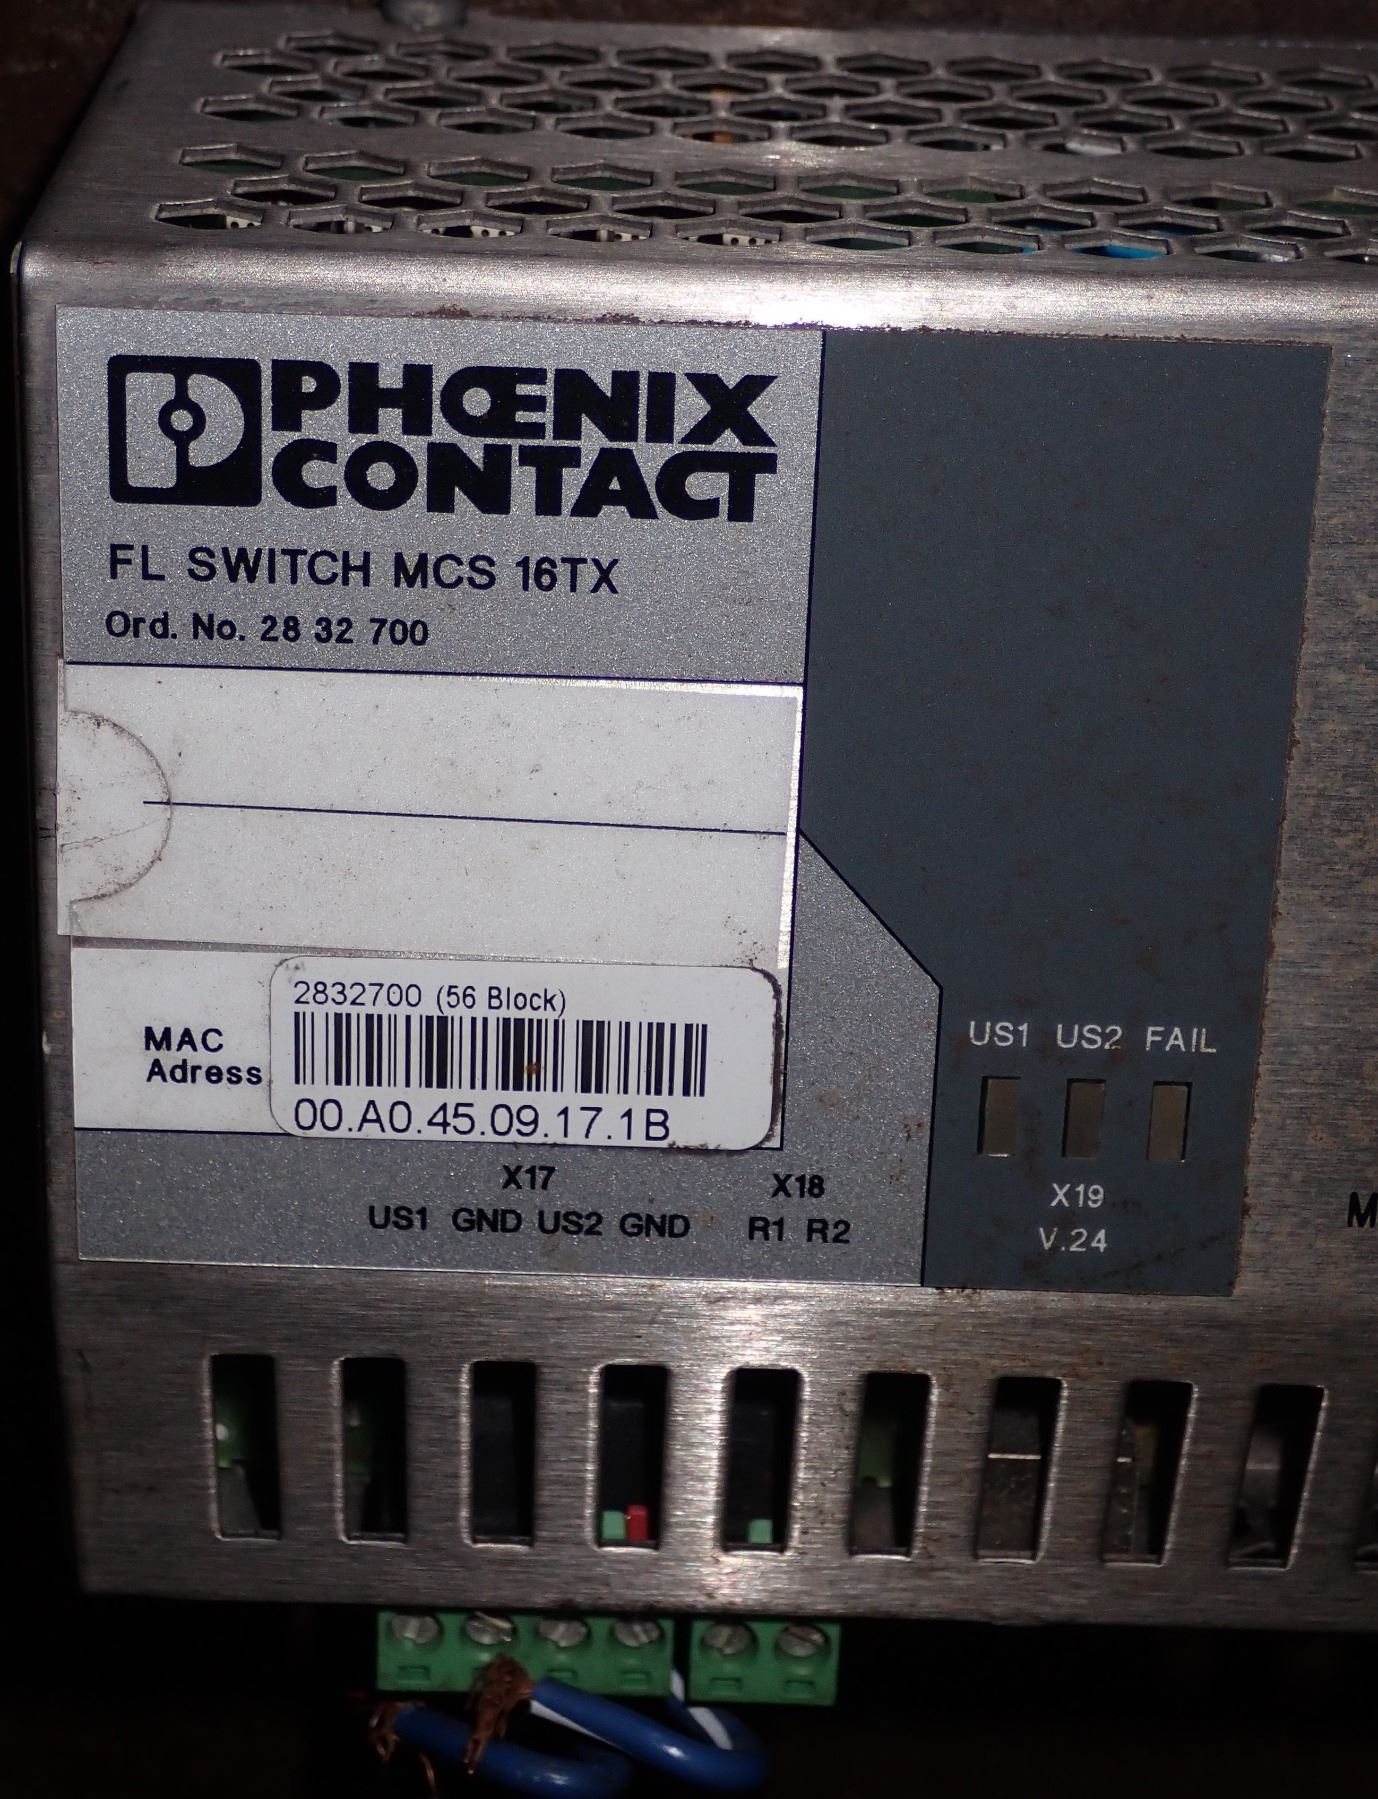 PHŒNIX
CONTACT
FL SWITCH MCS 16TX
Ord. No. 28 32 700
2832700 (56 Block)
MAC
Adress
00.A0.45.09.17.1B
X17
US1 GND US2 GND
X18
R1 R2
US1 US2 FAIL
X19
V.24
M